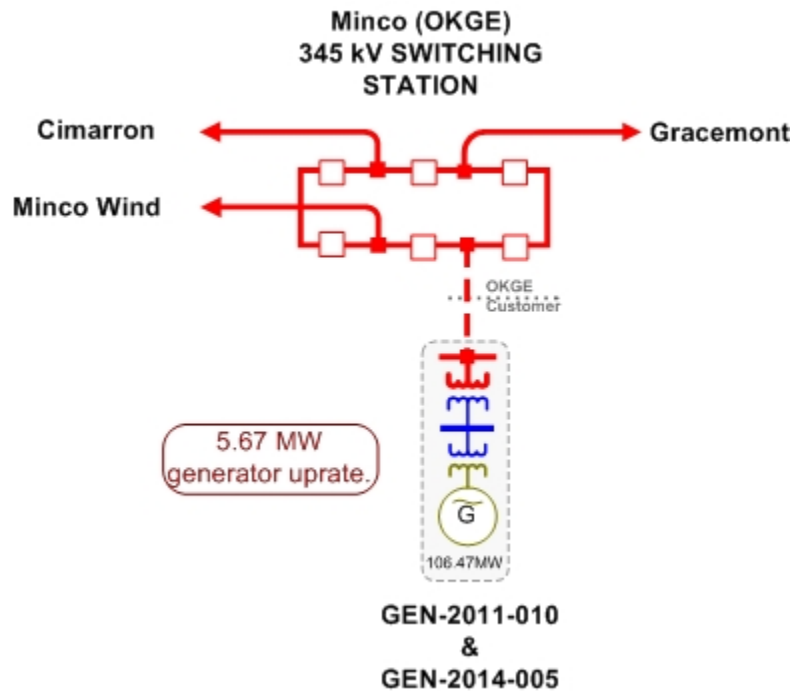 Minco (OKGE)
345 kV SWITCHING
STATION
Cimarron
Gracemont
Minco Wind
OKGE
Customer
5.67 MW
generator uprate.
G
106.47MW
GEN-2011-010
&
GEN-2014-005